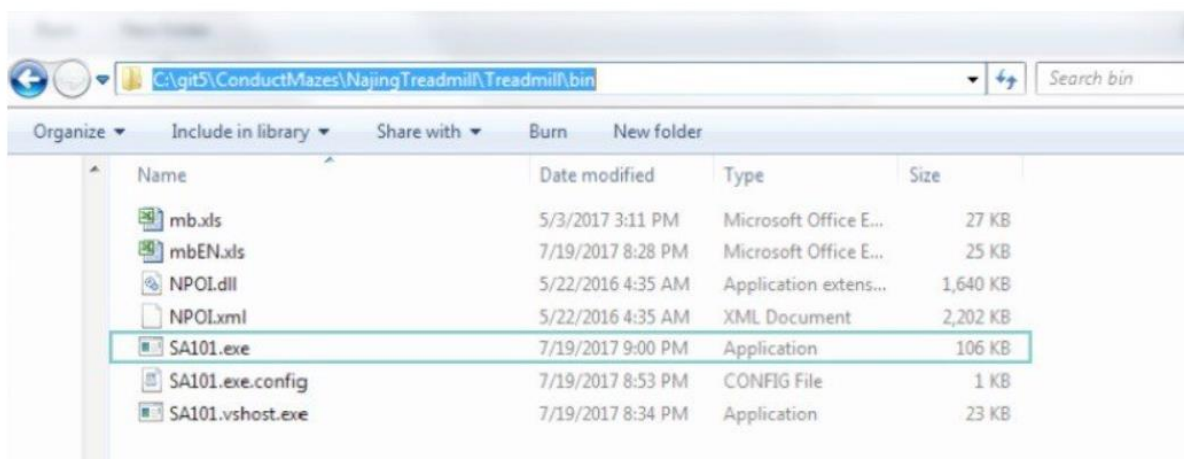 C:\git5\ConductMazes\NajingTreadmill\Treadmill\bin Search bin
Organize Include in library Share with Burn New folder
Name Date modified Type Size
mb.xls 5/3/2017 3:11 PM Microsoft Office E... 27 KB
mbEN.xls 7/19/2017 8:28 PM Microsoft Office E... 25 KB
NPOI.dll 5/22/2016 4:35 AM Application extens... 1,640 KB
NPOI.xml 5/22/2016 4:35 AM XML Document 2,202 KB
SA101.exe 7/19/2017 9:00 PM Application 106 KB
SA101.exe.config 7/19/2017 8:53 PM CONFIG File 1 KB
SA101.vshost.exe 7/19/2017 8:34 PM Application 23 KB